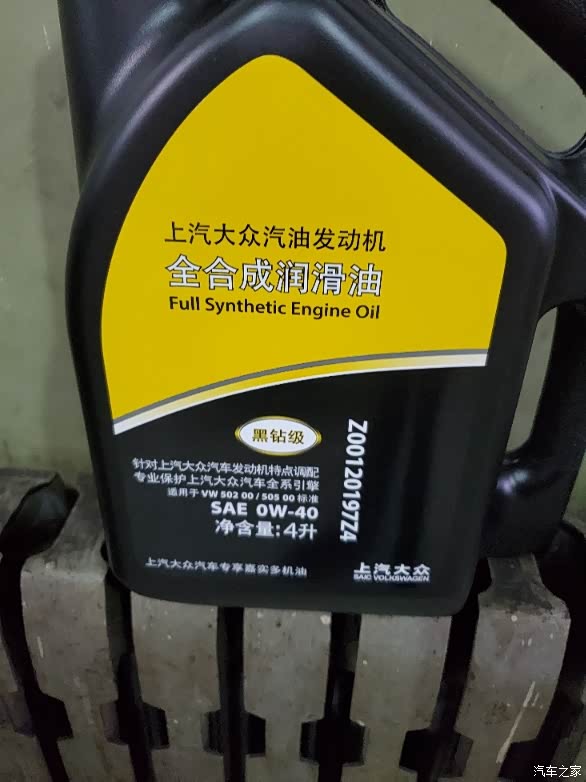 上汽大众汽油发动机
全合成润滑油
Full Synthetic Engine Oil
黑钻级
针对上汽大众汽车发动机特点调配
专业保护上汽大众汽车全系引擎
适用于 VW 502 00 / 505 00 标准
SAE 0W-40
净含量:4升
Z00120197Z4
上汽大众汽车专享嘉实多机油
上汽大众
SAIC VOLKSWAGEN
汽车之家